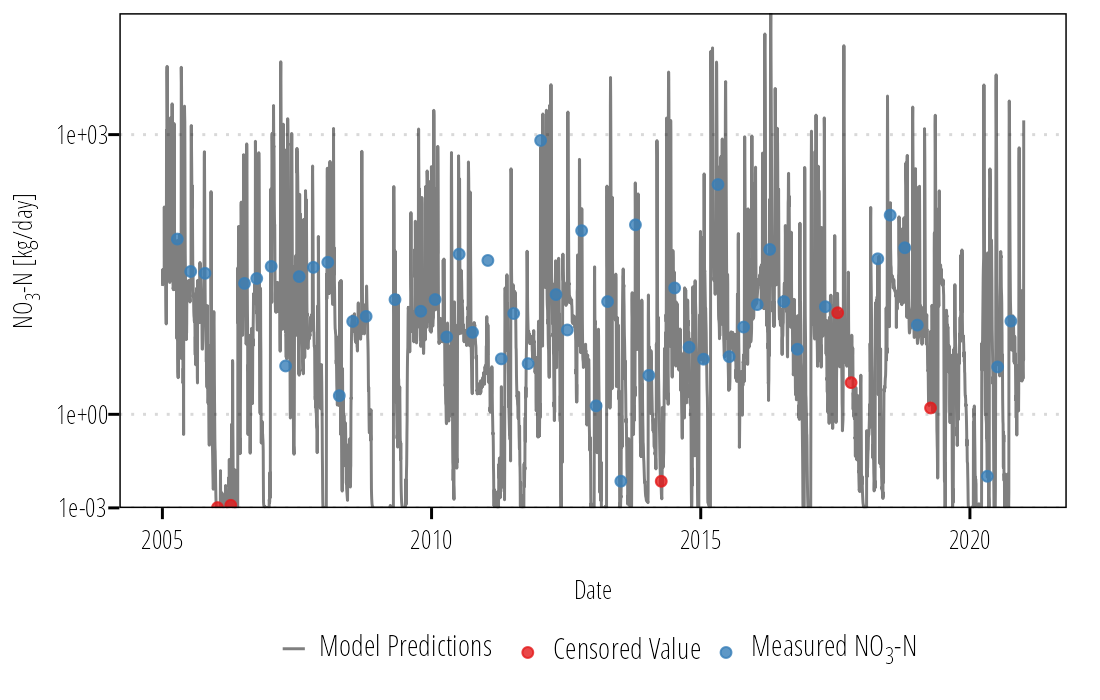 NO3-N [kg/day]
1e+03
1e+00
1e-03
2005 2010 2015 2020
Date
Model Predictions Censored Value Measured NO3-N